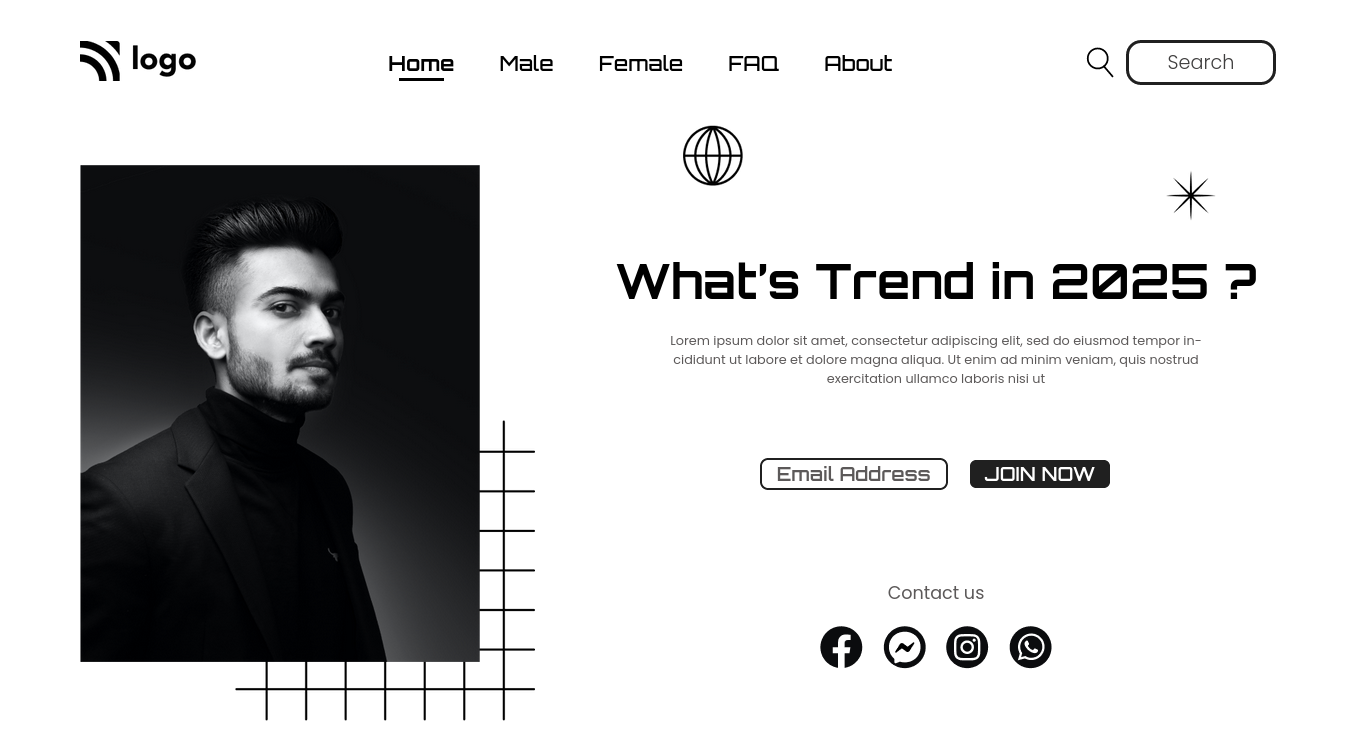 logo
Home Male Female FAQ About
Search
What's Trend in 2025 ?
Lorem ipsum dolor sit amet, consectetur adipiscing elit, sed do eiusmod tempor in-
cididunt ut labore et dolore magna aliqua. Ut enim ad minim veniam, quis nostrud
exercitation ullamco laboris nisi ut
Email Address JOIN NOW
Contact us